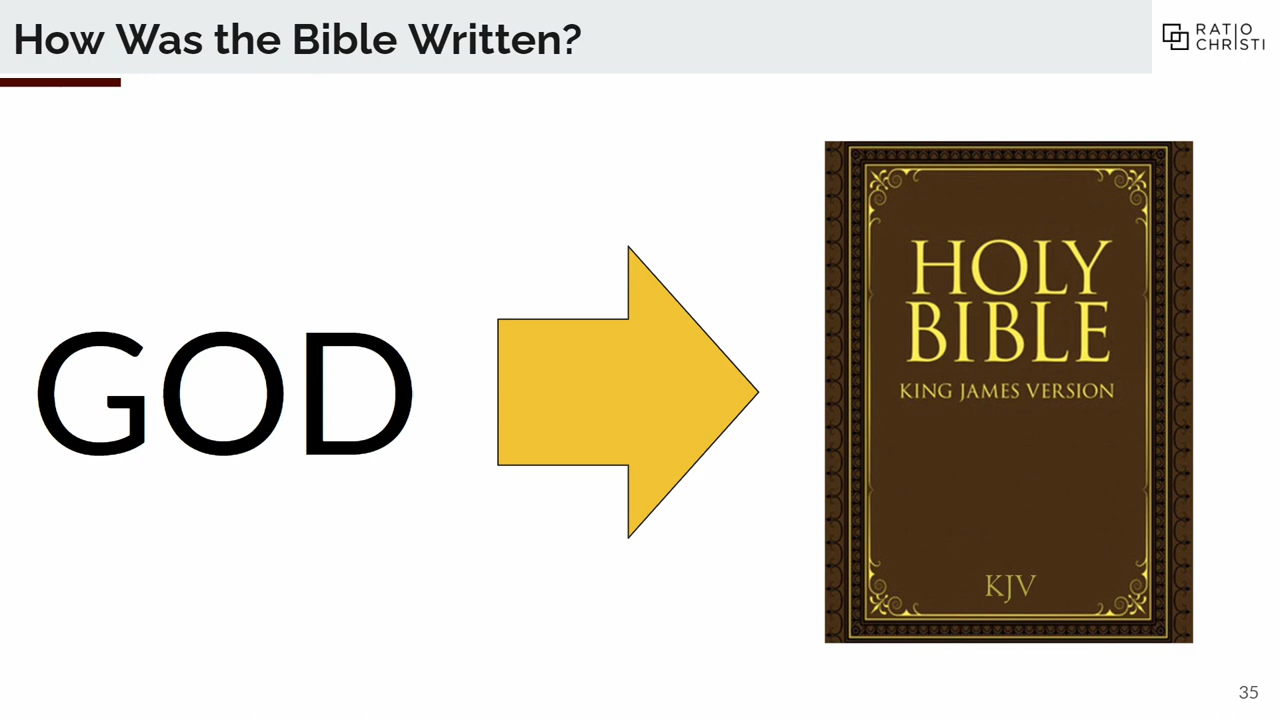 How Was the Bible Written?
RATIO
CHRISTI
GOD
HOLY
BIBLE
KING JAMES VERSION
KJV
35